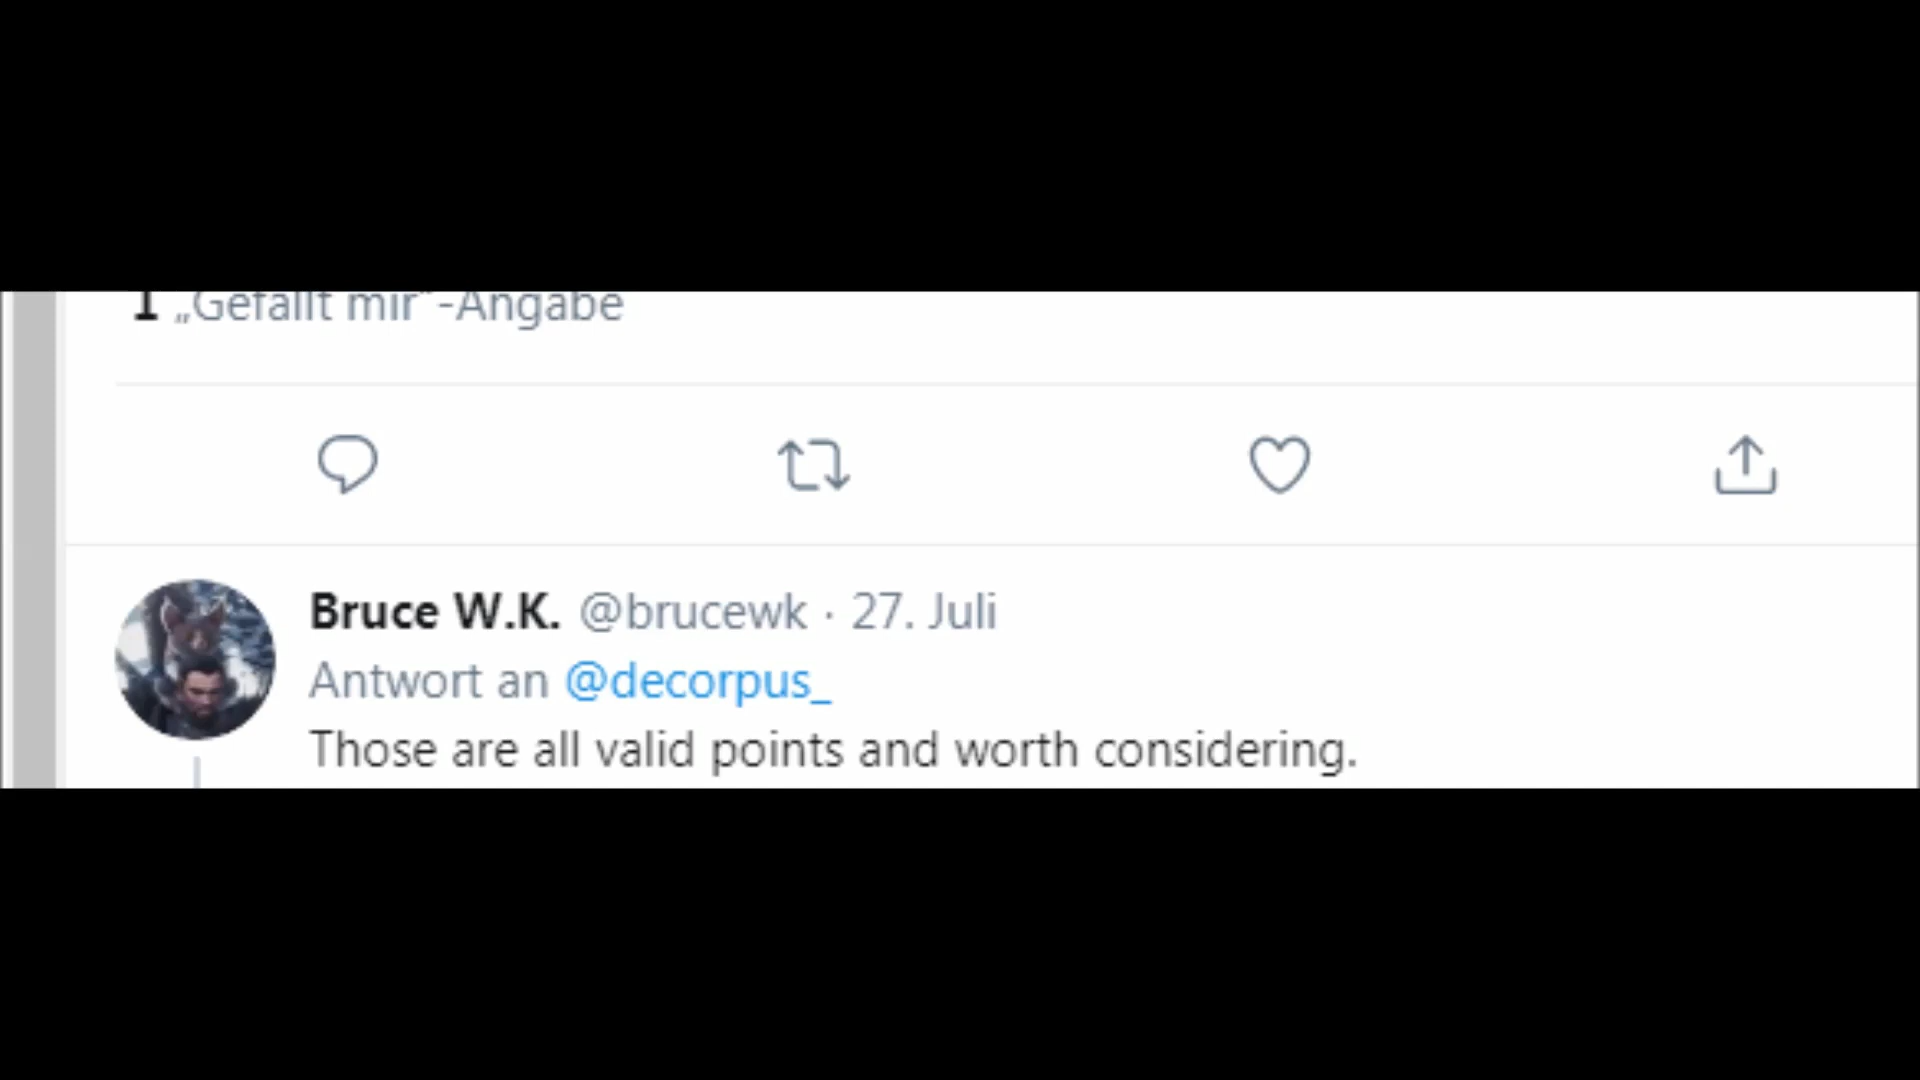 1 „Gefällt mir“-Angabe
Bruce W.K. @brucewk · 27. Juli
Antwort an @decorpus_
Those are all valid points and worth considering.